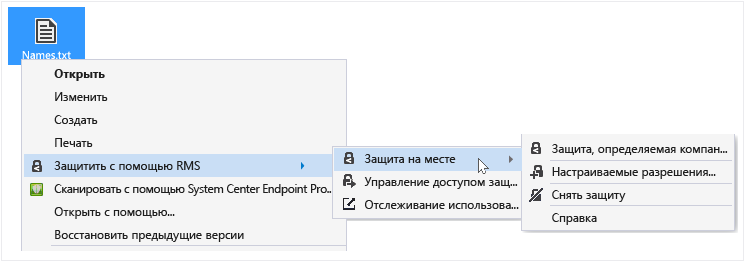 Names.txt
Открыть
Изменить
Создать
Печать
Защитить с помощью RMS
Сканировать с помощью System Center Endpoint Pro...
Открыть с помощью...
Восстановить предыдущие версии
Защита на месте
Управление доступом защ...
Отслеживание использова...
Защита, определяемая компан...
Настраиваемые разрешения...
Снять защиту
Справка